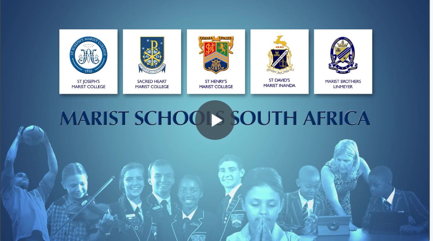 ST JOSEPH'S
MARIST COLLEGE
SACRED HEART
MARIST COLLEGE
ST HENRY'S
MARIST COLLEGE
ST DAVID'S
MARIST INANDA
MARIST BROTHERS
LINMEYER
MARIST SCHOOLS SOUTH AFRICA